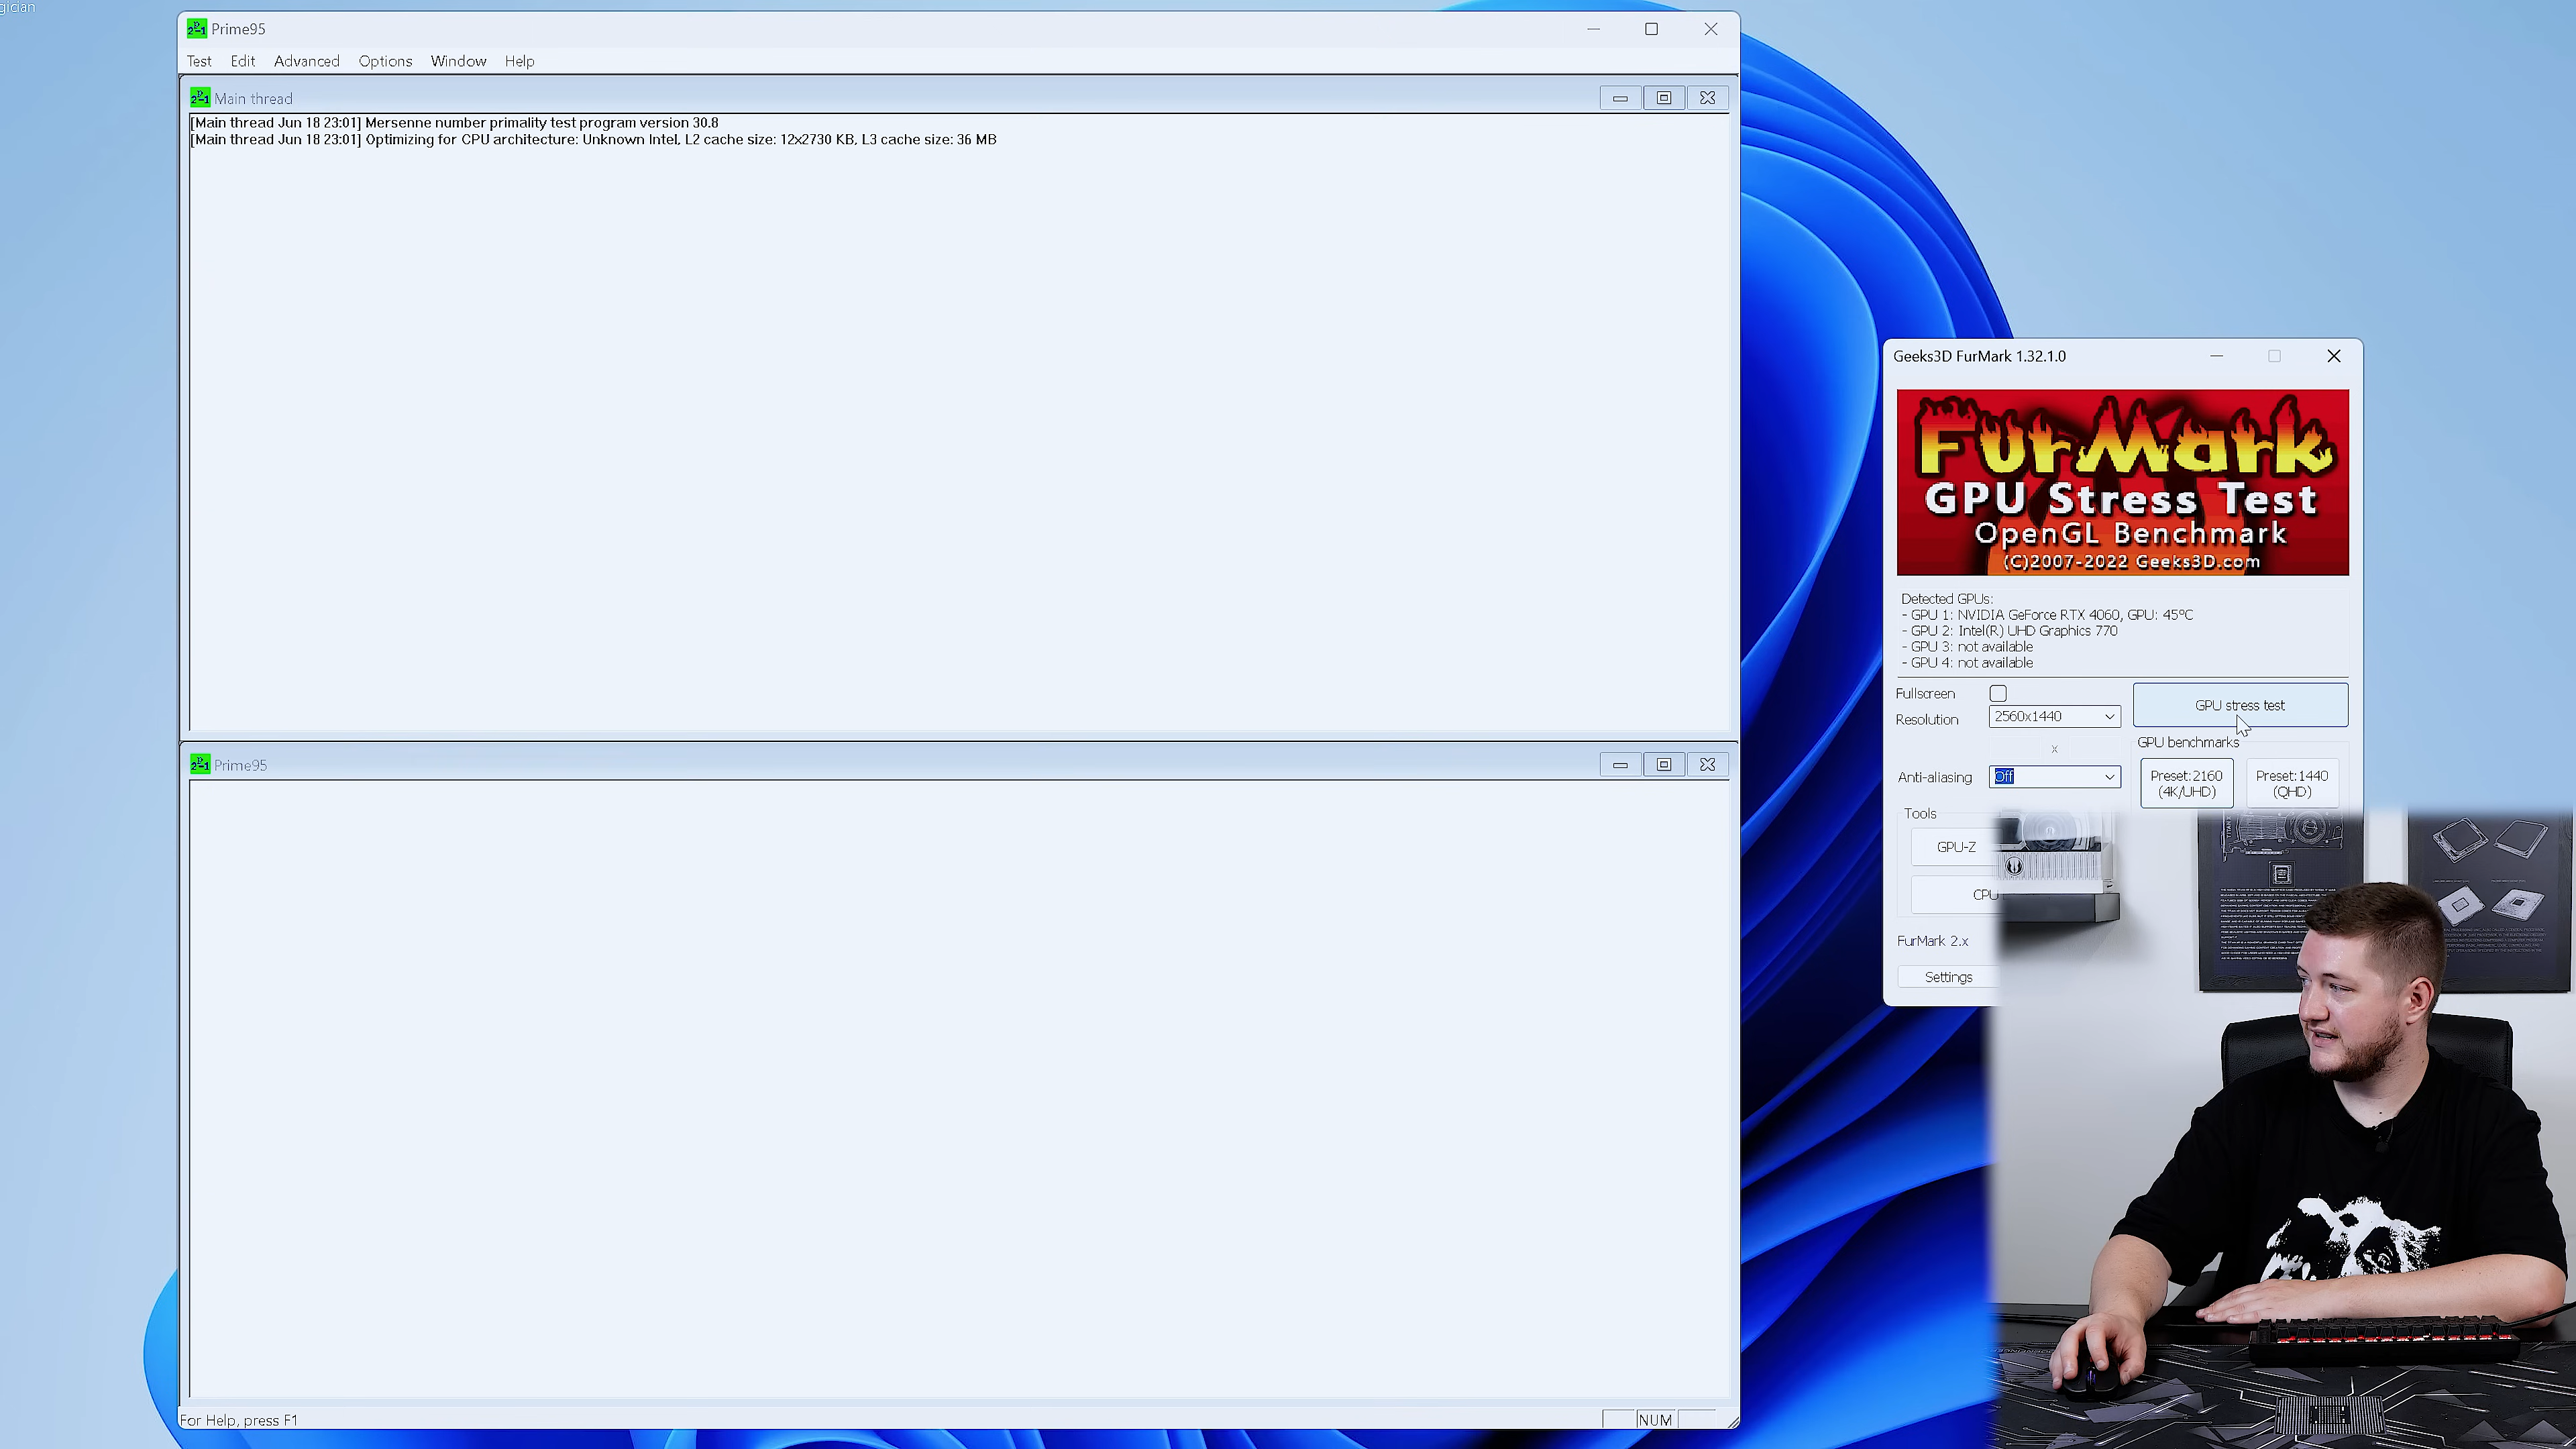 gician
Prime95
Test Edit Advanced Options Window Help
Main thread
[Main thread Jun 18 23:01] Mersenne number primality test program version 30.8
[Main thread Jun 18 23:01] Optimizing for CPU architecture: Unknown Intel, L2 cache size: 12x2730 KB, L3 cache size: 36 MB
Prime95
For Help, press F1
NUM
Geeks3D FurMark 1.32.1.0
FurMark
GPU Stress Test
OpenGL Benchmark
(C)2007-2022 Geeks3D.com
Detected GPUs:
- GPU 1: NVIDIA GeForce RTX 4060, GPU: 45°C
- GPU 2: Intel(R) UHD Graphics 770
- GPU 3: not available
- GPU 4: not available
Fullscreen
GPU stress test
Resolution 2560x1440
x
GPU benchmarks
Anti-aliasing Off
Preset:2160
(4K/UHD)
Preset:1440
(QHD)
Tools
GPU-Z
CPU
FurMark 2.x
Settings